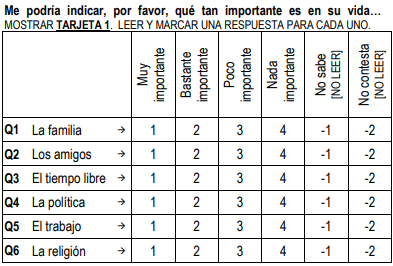 Me podría indicar, por favor, qué tan importante es en su vida…
MOSTRAR TARJETA 1. LEER Y MARCAR UNA RESPUESTA PARA CADA UNO.
Muy importante Bastante importante Poco importante Nada importante No sabe [NO LEER] No contesta [NO LEER]
Q1 La familia → 1 2 3 4 -1 -2
Q2 Los amigos → 1 2 3 4 -1 -2
Q3 El tiempo libre → 1 2 3 4 -1 -2
Q4 La política → 1 2 3 4 -1 -2
Q5 El trabajo → 1 2 3 4 -1 -2
Q6 La religión → 1 2 3 4 -1 -2